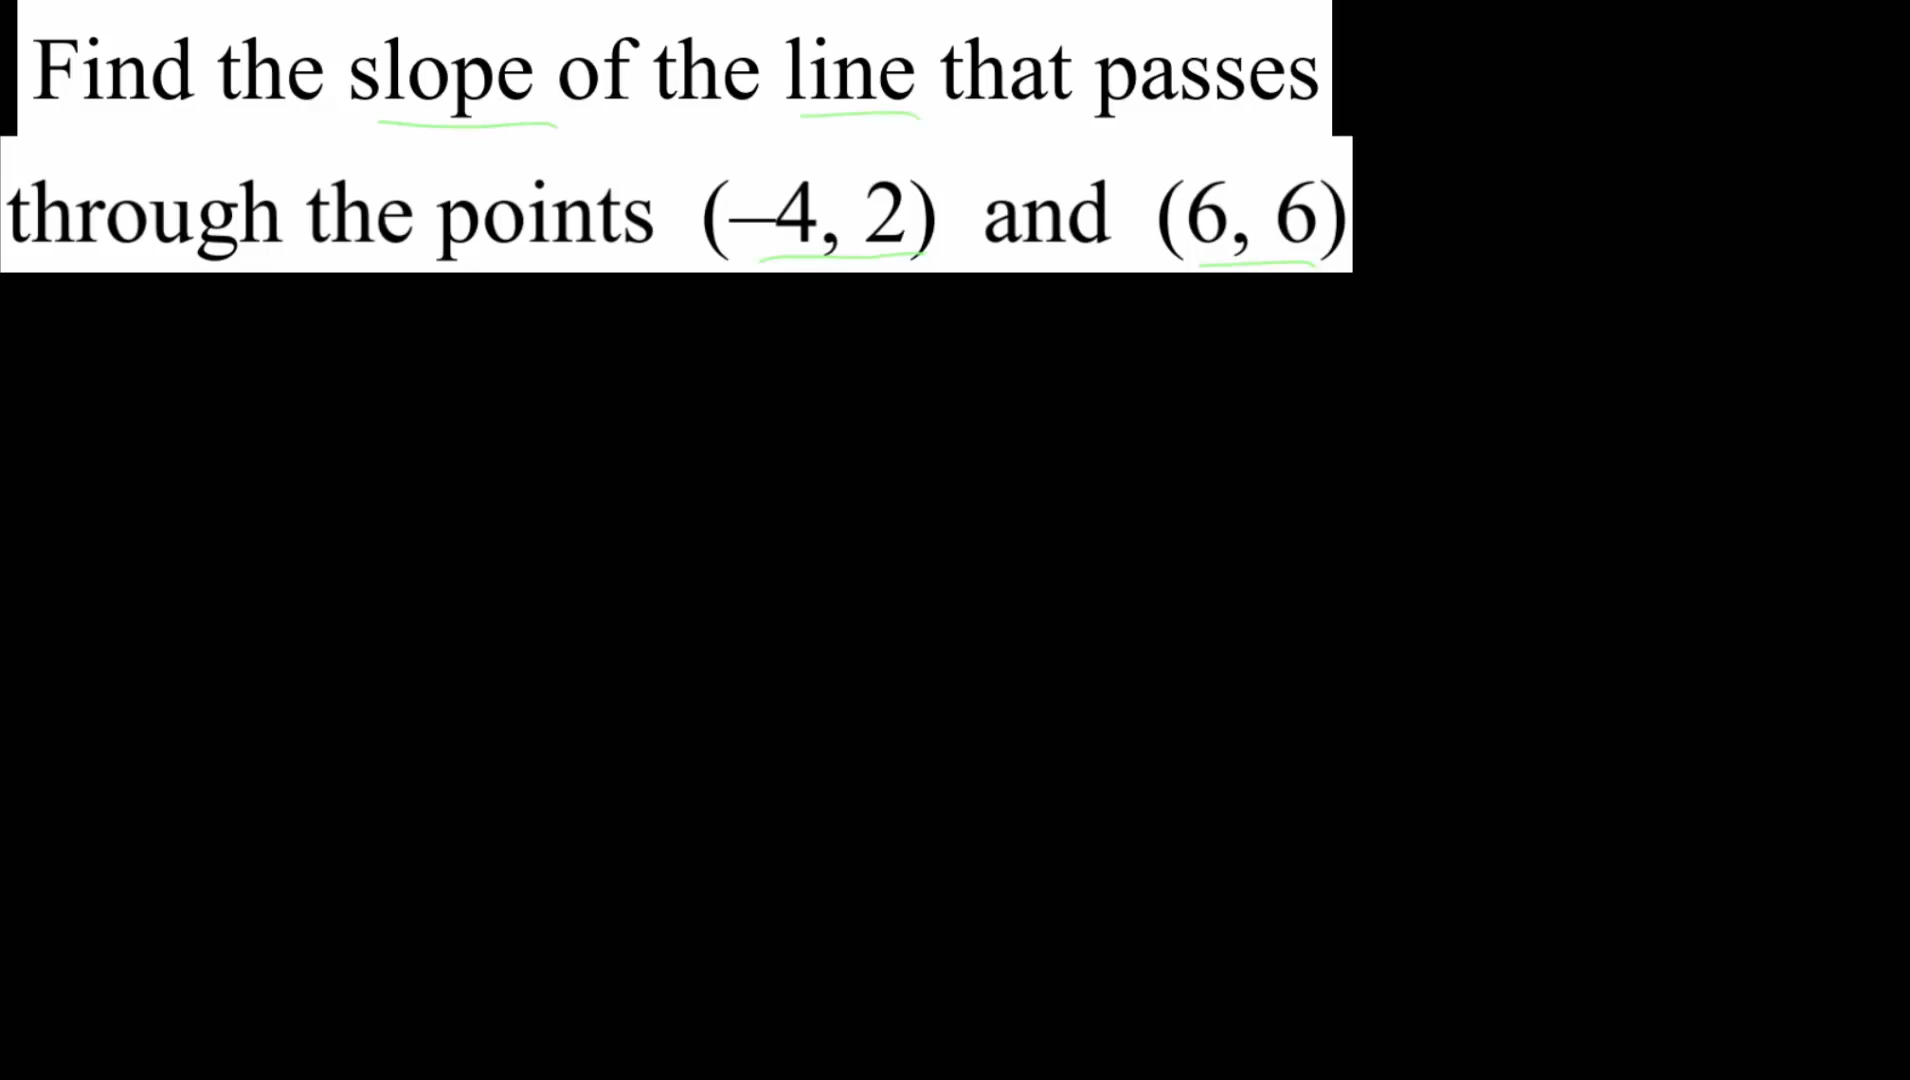 Find the slope of the line that passes
through the points (–4, 2) and (6, 6)